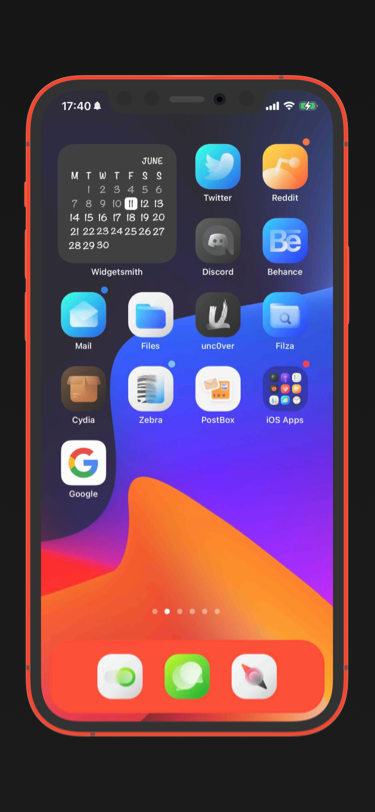 17:40
JUNE
M T W T F S S
1 2 3 4 5 6
7 8 9 10 11 12 13
14 15 16 17 18 19 20
21 22 23 24 25 26 27
28 29 30
Widgetsmith
Twitter
Reddit
Bē
Discord
Behance
Mail
Files
unc0ver
Filza
Cydia
Zebra
PostBox
iOS Apps
G
Google